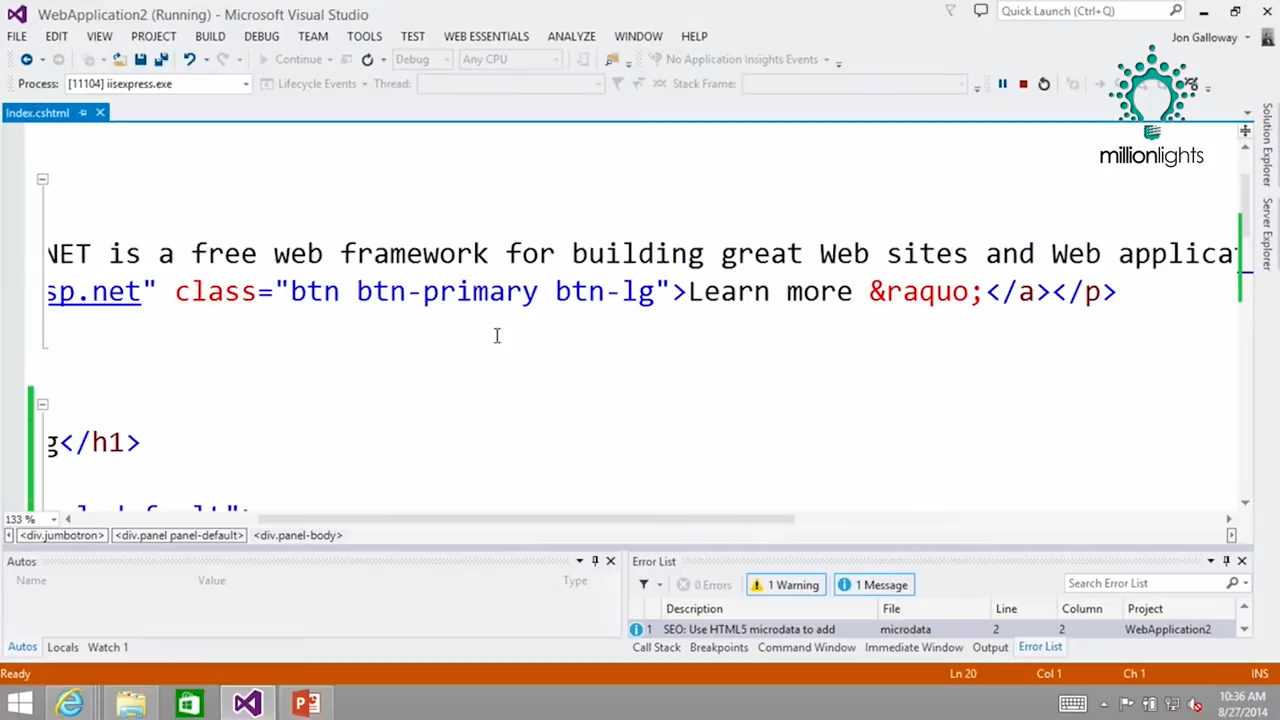 WebApplication2 (Running) - Microsoft Visual Studio
Quick Launch (Ctrl+Q)
FILE EDIT VIEW PROJECT BUILD DEBUG TEAM TOOLS TEST WEB ESSENTIALS ANALYZE WINDOW HELP
Jon Galloway
Continue Debug Any CPU No Application Insights Events
Process: [11104] iisexpress.exe Lifecycle Events Thread: Stack Frame:
Index.cshtml
millionlights
Solution Explorer
Server Explorer
NET is a free web framework for building great Web sites and Web applicat
sp.net" class="btn btn-primary btn-lg">Learn more &raquo;</a></p>
g</h1>
133 %
<div.jumbotron> <div.panel panel-default> <div.panel-body>
Autos
Name Value Type
Error List
0 Errors 1 Warning 1 Message Search Error List
Description File Line Column Project
1 SEO: Use HTML5 microdata to add microdata 2 2 WebApplication2
Autos Locals Watch 1
Call Stack Breakpoints Command Window Immediate Window Output Error List
Ready Ln 20 Col 1 Ch 1 INS
10:36 AM
8/27/2014